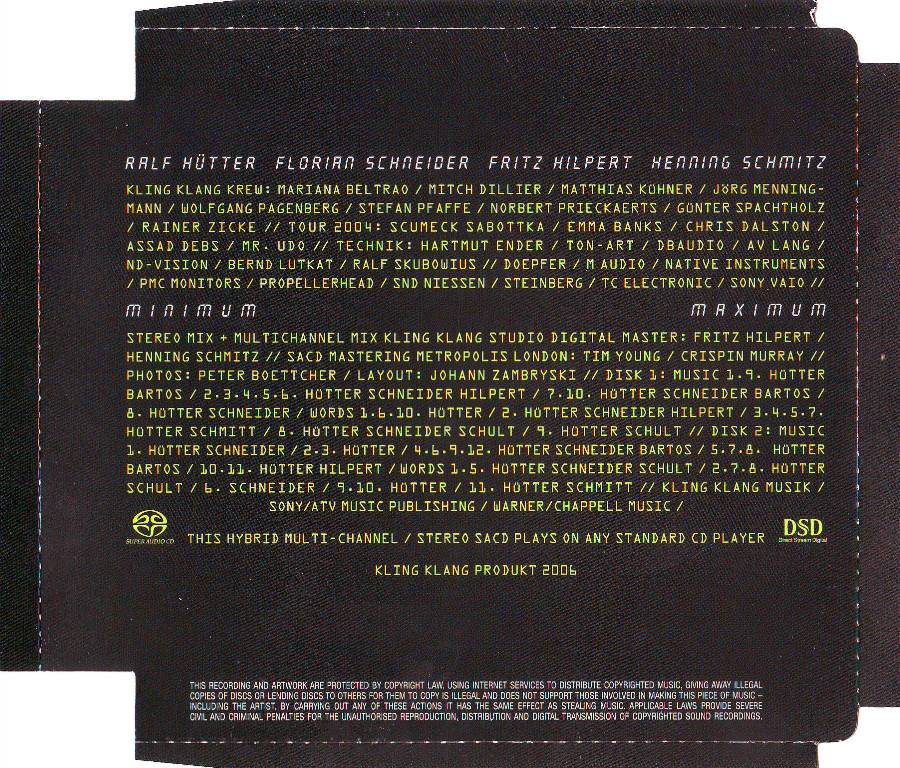 RALF HÜTTER FLORIAN SCHNEIDER FRITZ HILPERT HENNING SCHMITZ
KLING KLANG KREW: MARIANA BELTRAO / MITCH DILLIER / MATTHIAS KÜHNER / JÖRG MENNING-
MANN / WOLFGANG PAGENBERG / STEFAN PFAFFE / NORBERT PRIECKAERTS / GÜNTER SPACHTHOLZ
/ RAINER ZICKE // TOUR 2004: SCUMECK SABOTTKA / EMMA BANKS / CHRIS DALSTON /
ASSAD DEBS / MR. UDO // TECHNIK: HARTMUT ENDER / TON-ART / DBAUDIO / AV LANG /
ND-VISION / BERND LUTKAT / RALF SKUBOWIUS // DOEPFER / M AUDIO / NATIVE INSTRUMENTS
/ PMC MONITORS / PROPELLERHEAD / SND NIESSEN / STEINBERG / TC ELECTRONIC / SONY VAIO //
MINIMUM MAXIMUM
STEREO MIX + MULTICHANNEL MIX KLING KLANG STUDIO DIGITAL MASTER: FRITZ HILPERT /
HENNING SCHMITZ // SACD MASTERING METROPOLIS LONDON: TIM YOUNG / CRISPIN MURRAY //
PHOTOS: PETER BOETTCHER / LAYOUT: JOHANN ZAMBRYSKI // DISK 1: MUSIC 1.9. HÜTTER
BARTOS / 2.3.4.5.6. HÜTTER SCHNEIDER HILPERT / 7.10. HÜTTER SCHNEIDER BARTOS /
8. HÜTTER SCHNEIDER / WORDS 1.6.10. HÜTTER / 2. HÜTTER SCHNEIDER HILPERT / 3.4.5.7.
HÜTTER SCHMITT / 8. HÜTTER SCHNEIDER SCHULT / 9. HÜTTER SCHULT // DISK 2: MUSIC
1. HÜTTER SCHNEIDER / 2.3. HÜTTER / 4.6.9.12. HÜTTER SCHNEIDER BARTOS / 5.7.8. HÜTTER
BARTOS / 10.11. HÜTTER HILPERT / WORDS 1.5. HÜTTER SCHNEIDER SCHULT / 2.7.8. HÜTTER
SCHULT / 6. SCHNEIDER / 9.10. HÜTTER / 11. HÜTTER SCHMITT // KLING KLANG MUSIK /
SONY/ATV MUSIC PUBLISHING / WARNER/CHAPPELL MUSIC /
SUPER AUDIO CD
THIS HYBRID MULTI-CHANNEL / STEREO SACD PLAYS ON ANY STANDARD CD PLAYER
DSD
Direct Stream Digital
KLING KLANG PRODUKT 2006
THIS RECORDING AND ARTWORK ARE PROTECTED BY COPYRIGHT LAW. USING INTERNET SERVICES TO DISTRIBUTE COPYRIGHTED MUSIC, GIVING AWAY ILLEGAL
COPIES OF DISCS OR LENDING DISCS TO OTHERS FOR THEM TO COPY IS ILLEGAL AND DOES NOT SUPPORT THOSE INVOLVED IN MAKING THIS PIECE OF MUSIC –
INCLUDING THE ARTIST. BY CARRYING OUT ANY OF THESE ACTIONS IT HAS THE SAME EFFECT AS STEALING MUSIC. APPLICABLE LAWS PROVIDE SEVERE
CIVIL AND CRIMINAL PENALTIES FOR THE UNAUTHORISED REPRODUCTION, DISTRIBUTION AND DIGITAL TRANSMISSION OF COPYRIGHTED SOUND RECORDINGS.